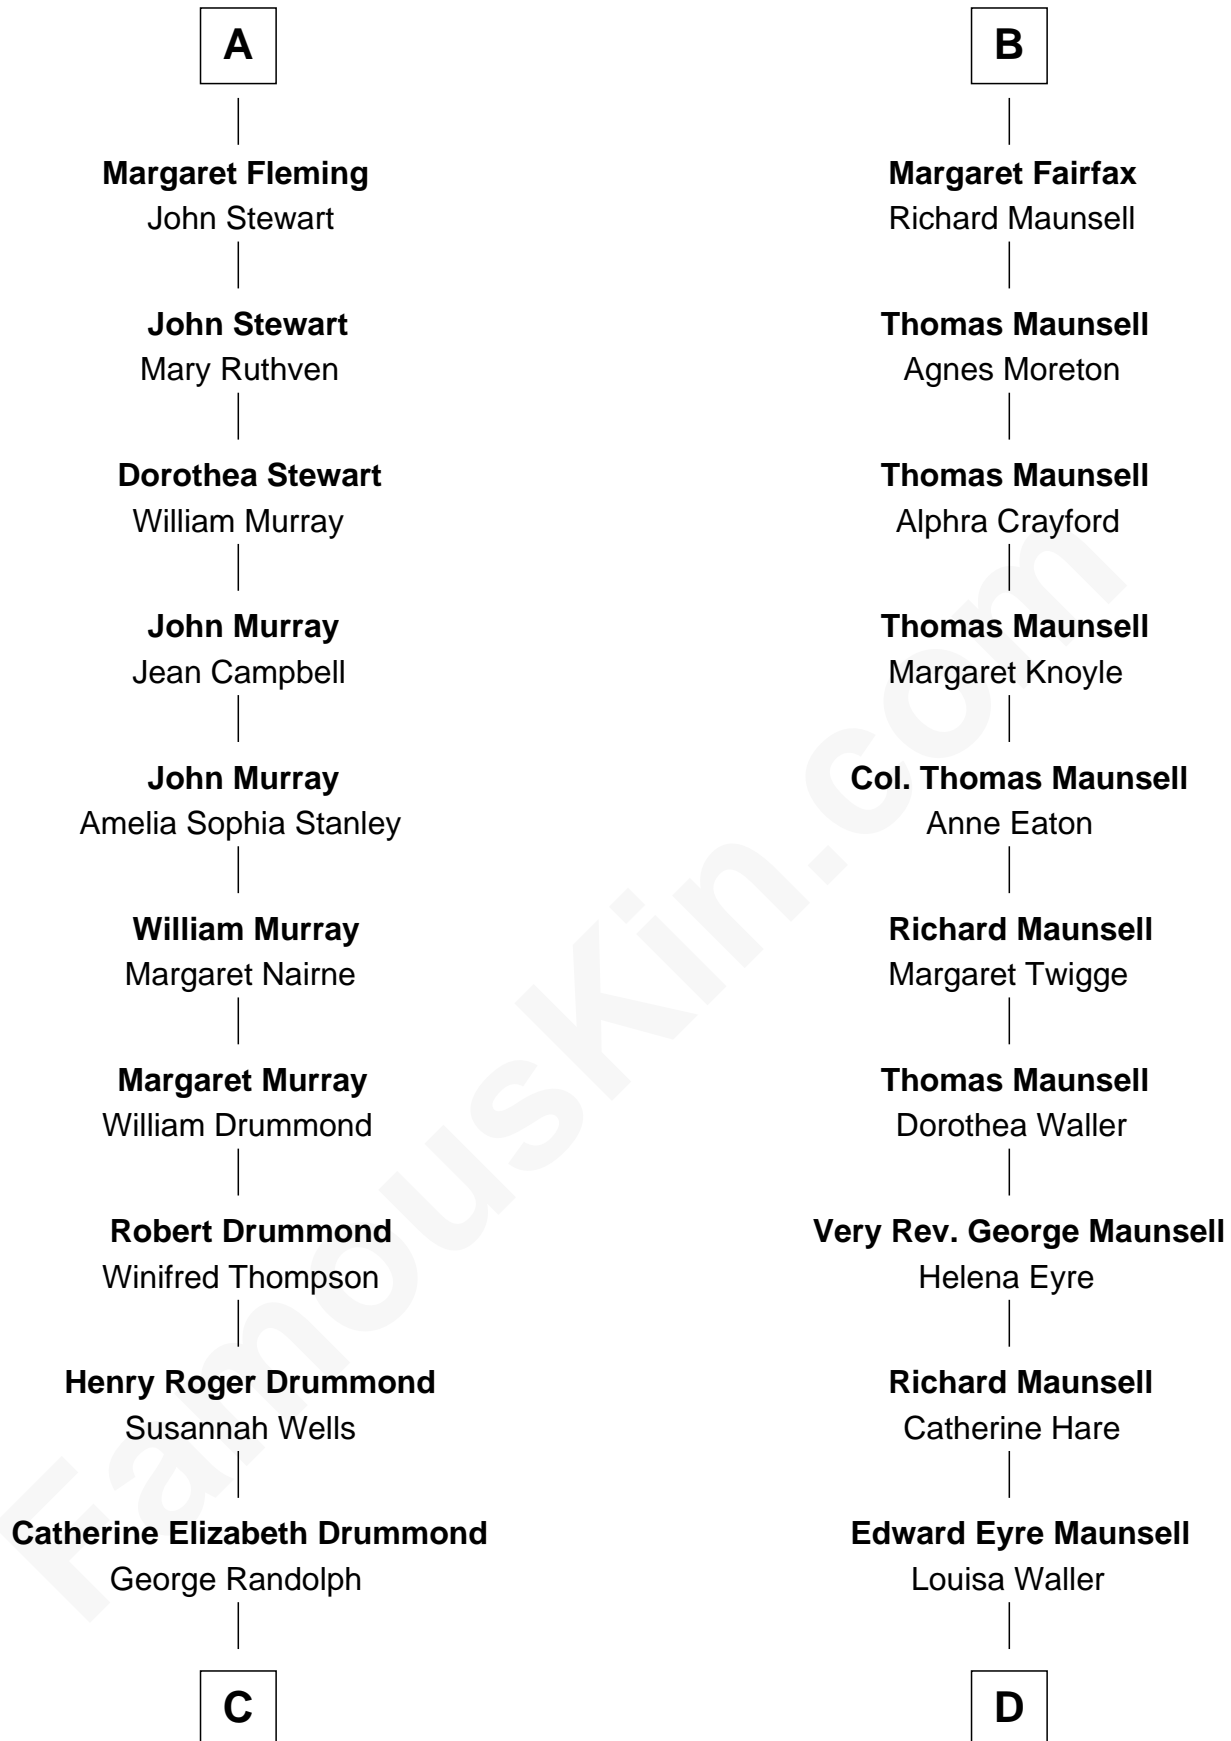 A
Margaret Fleming
John Stewart
John Stewart
Mary Ruthven
Dorothea Stewart
William Murray
John Murray
Jean Campbell
John Murray
Amelia Sophia Stanley
William Murray
Margaret Nairne
Margaret Murray
William Drummond
Robert Drummond
Winifred Thompson
Henry Roger Drummond
Susannah Wells
Catherine Elizabeth Drummond
George Randolph
C
B
Margaret Fairfax
Richard Maunsell
Thomas Maunsell
Agnes Moreton
Thomas Maunsell
Alphra Crayford
Thomas Maunsell
Margaret Knoyle
Col. Thomas Maunsell
Anne Eaton
Richard Maunsell
Margaret Twigge
Thomas Maunsell
Dorothea Waller
Very Rev. George Maunsell
Helena Eyre
Richard Maunsell
Catherine Hare
Edward Eyre Maunsell
Louisa Waller
D
FamousKin.com